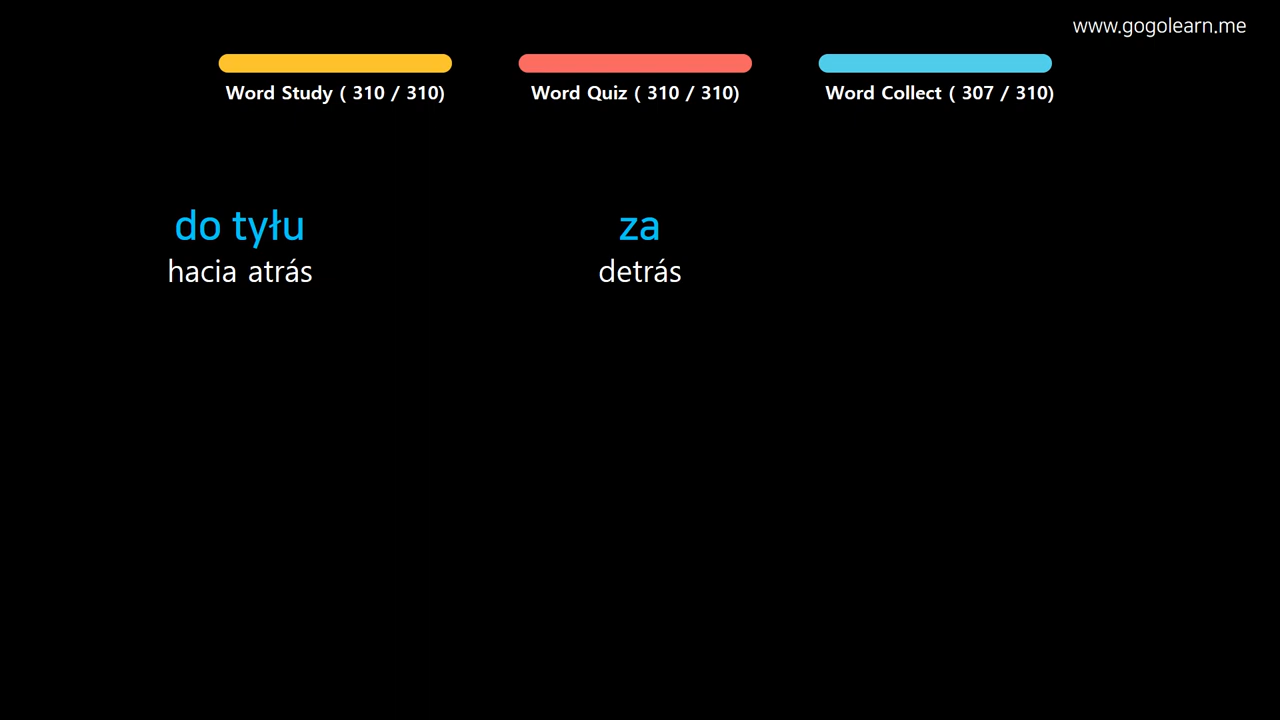 www.gogolearn.me
Word Study ( 310 / 310)
Word Quiz ( 310 / 310)
Word Collect ( 307 / 310)
do tyłu
hacia atrás
za
detrás